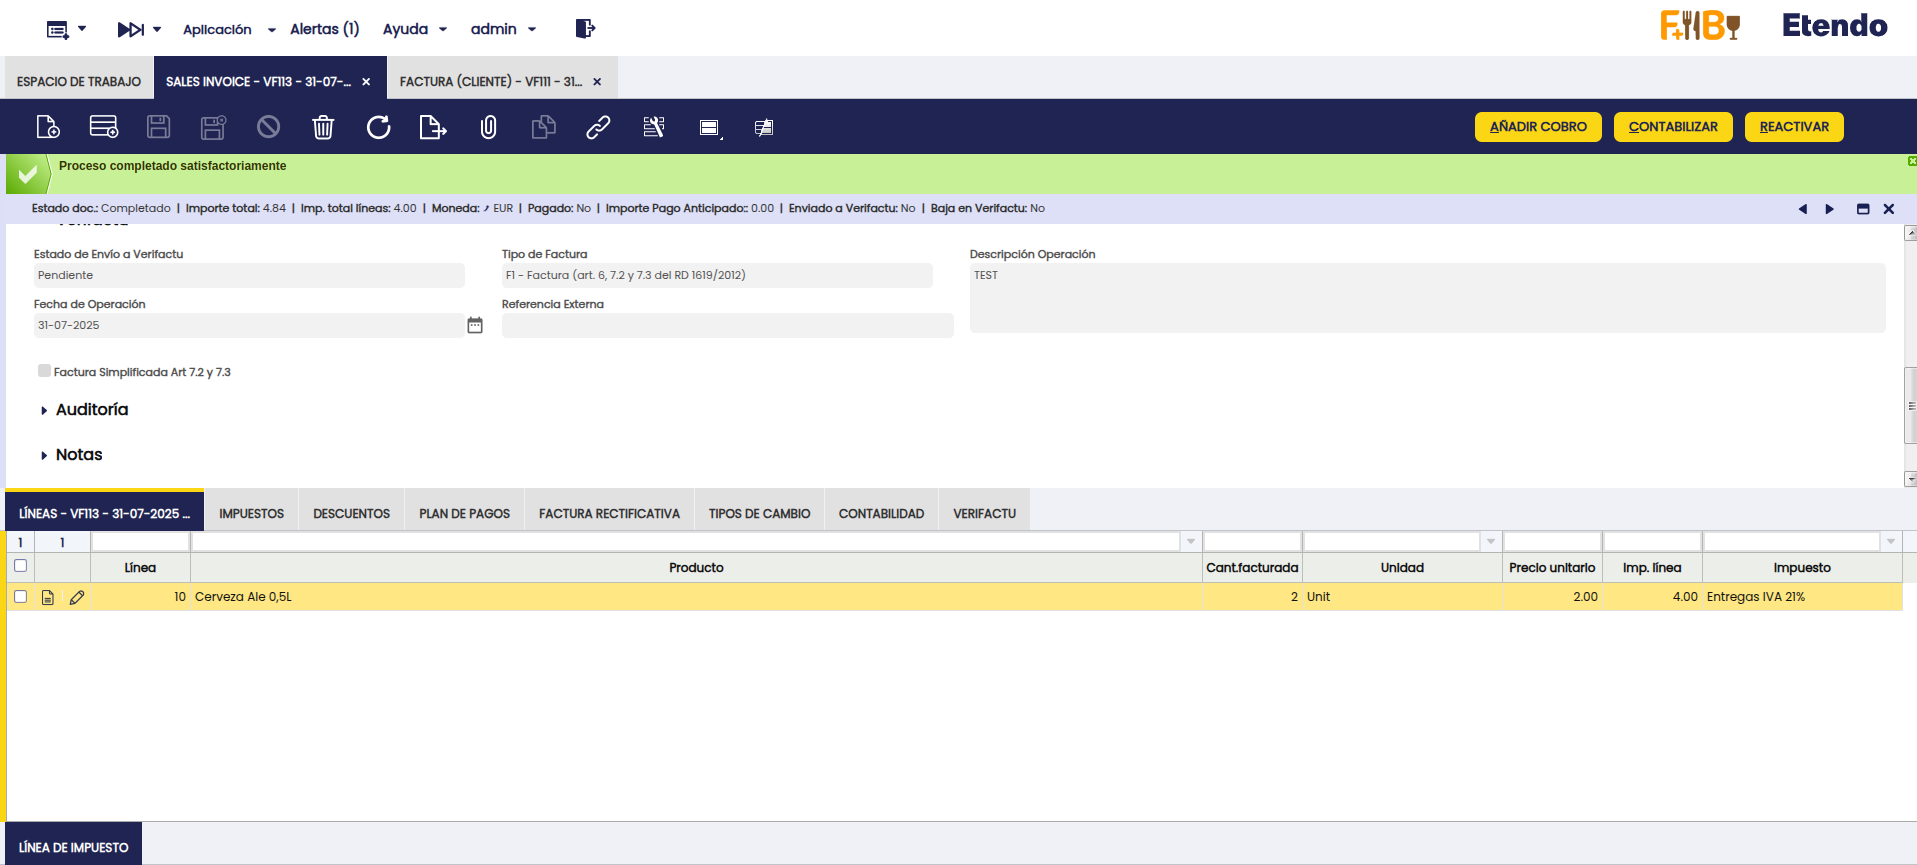 Aplicación Alertas (1) Ayuda admin F+B Etendo
ESPACIO DE TRABAJO SALES INVOICE - VF113 - 31-07-... × FACTURA (CLIENTE) - VF111 - 31... ×
AÑADIR COBRO CONTABILIZAR REACTIVAR
Proceso completado satisfactoriamente
Estado doc.: Completado | Importe total: 4.84 | Imp. total líneas: 4.00 | Moneda: EUR | Pagado: No | Importe Pago Anticipado:: 0.00 | Enviado a Verifactu: No | Baja en Verifactu: No
Estado de Envío a Verifactu Tipo de Factura Descripción Operación
Pendiente F1 - Factura (art. 6, 7.2 y 7.3 del RD 1619/2012) TEST
Fecha de Operación Referencia Externa
31-07-2025
Factura Simplificada Art 7.2 y 7.3
Auditoría
Notas
LÍNEAS - VF113 - 31-07-2025 ... IMPUESTOS DESCUENTOS PLAN DE PAGOS FACTURA RECTIFICATIVA TIPOS DE CAMBIO CONTABILIDAD VERIFACTU
1 1
Línea Producto Cant.facturada Unidad Precio unitario Imp. línea Impuesto
10 Cerveza Ale 0,5L 2 Unit 2.00 4.00 Entregas IVA 21%
LÍNEA DE IMPUESTO